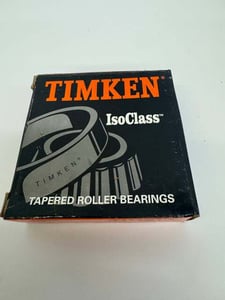 TIMKEN®
IsoClass™
TIMKEN®
TAPERED ROLLER BEARINGS